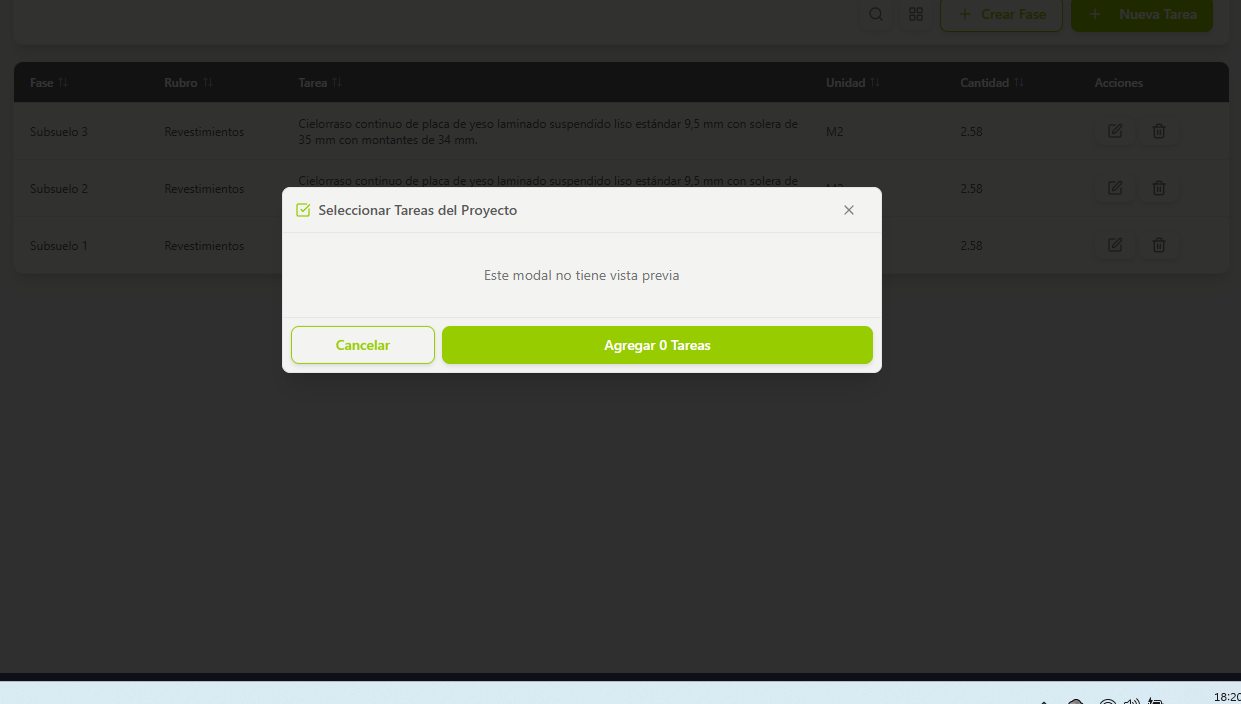 Crear Fase
Nueva Tarea
Fase Rubro Tarea Unidad Cantidad Acciones
Subsuelo 3 Revestimientos Cielorraso continuo de placa de yeso laminado suspendido liso estándar 9,5 mm con solera de M2 2.58
35 mm con montantes de 34 mm.
Subsuelo 2 Revestimientos Cielorraso continuo de placa de yeso laminado suspendido liso estándar 9,5 mm con solera de 2.58
Subsuelo 1 Revestimientos 2.58
Seleccionar Tareas del Proyecto
Este modal no tiene vista previa
Cancelar
Agregar 0 Tareas
18:20